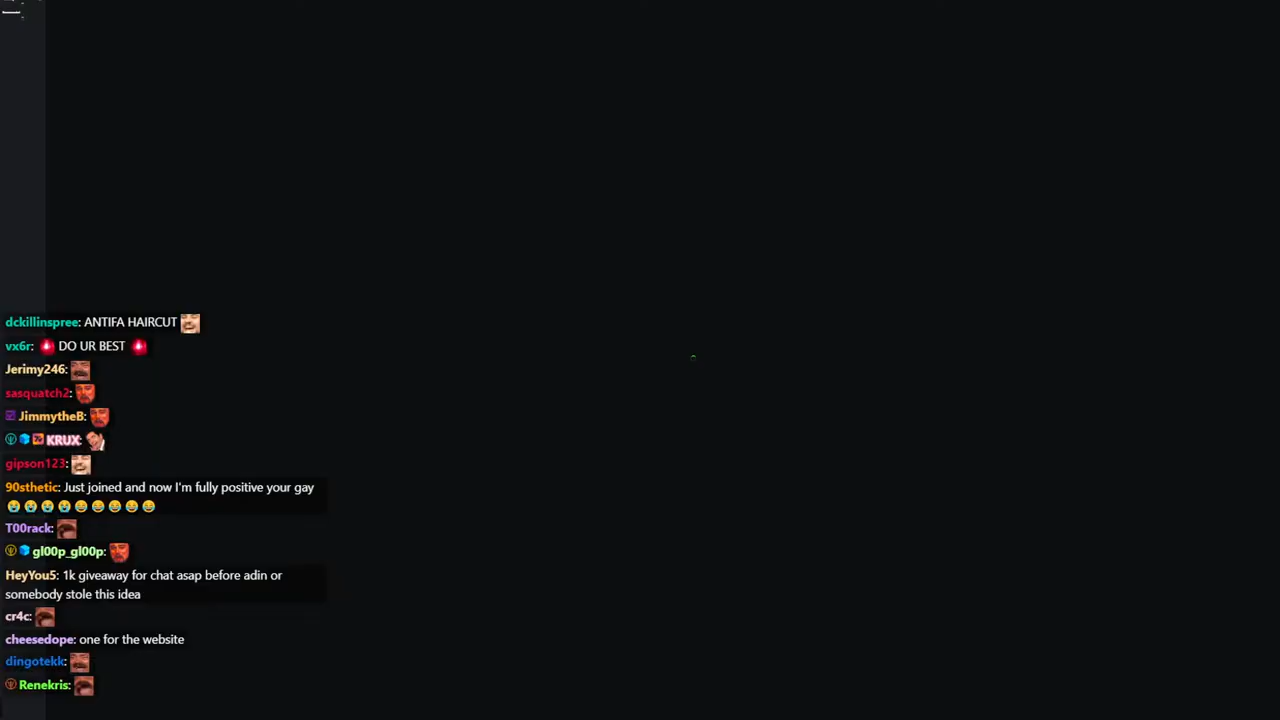 dckillinspree: ANTIFA HAIRCUT
vx6r: DO UR BEST
Jerimy246:
sasquatch2:
JimmytheB:
KRUX:
gipson123:
90sthetic: Just joined and now I'm fully positive your gay
😭😭😭😭😂😂😂😂😂
T00rack:
gl00p_gl00p:
HeyYou5: 1k giveaway for chat asap before adin or
somebody stole this idea
cr4c:
cheesedope: one for the website
dingotekk:
Renekris: